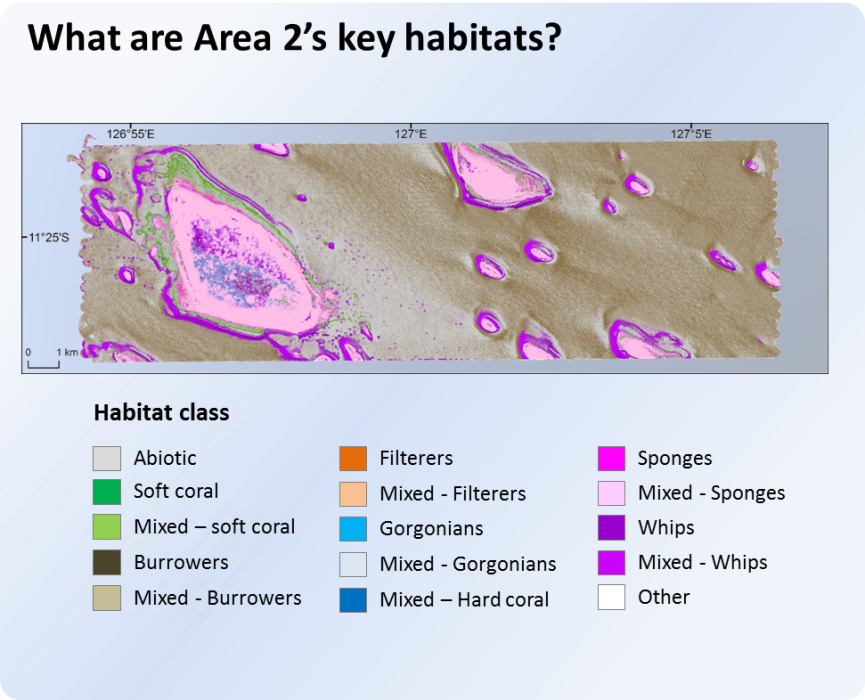 What are Area 2’s key habitats?
126°55'E 127°E 127°5'E
11°25'S
0 1 km
Habitat class
Abiotic Filterers Sponges
Soft coral Mixed - Filterers Mixed - Sponges
Mixed – soft coral Gorgonians Whips
Burrowers Mixed - Gorgonians Mixed - Whips
Mixed - Burrowers Mixed – Hard coral Other